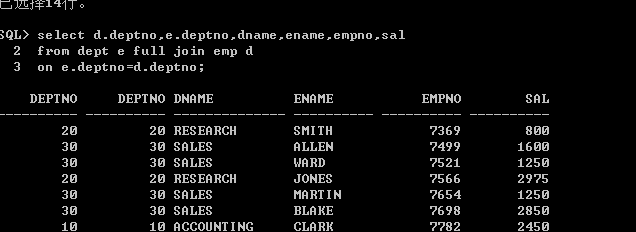 已选择14行。
SQL> select d.deptno,e.deptno,dname,ename,empno,sal
2 from dept e full join emp d
3 on e.deptno=d.deptno;
DEPTNO DEPTNO DNAME ENAME EMPNO SAL
---------- ---------- -------------- ---------- ---------- ----------
20 20 RESEARCH SMITH 7369 800
30 30 SALES ALLEN 7499 1600
30 30 SALES WARD 7521 1250
20 20 RESEARCH JONES 7566 2975
30 30 SALES MARTIN 7654 1250
30 30 SALES BLAKE 7698 2850
10 10 ACCOUNTING CLARK 7782 2450